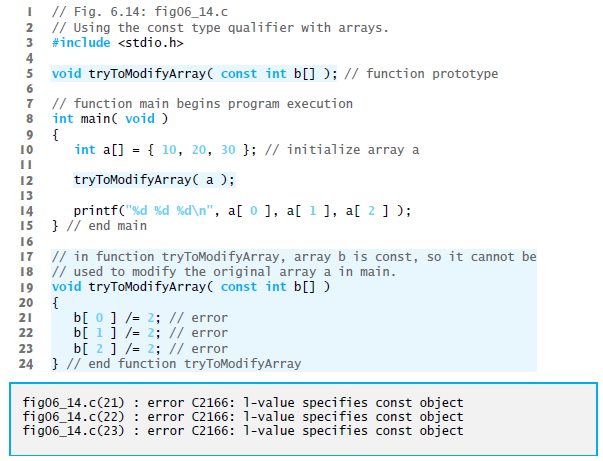 1 // Fig. 6.14: fig06_14.c
2 // Using the const type qualifier with arrays.
3 #include <stdio.h>
4
5 void tryToModifyArray( const int b[] ); // function prototype
6
7 // function main begins program execution
8 int main( void )
9 {
10 int a[] = { 10, 20, 30 }; // initialize array a
11
12 tryToModifyArray( a );
13
14 printf("%d %d %d\n", a[ 0 ], a[ 1 ], a[ 2 ] );
15 } // end main
16
17 // in function tryToModifyArray, array b is const, so it cannot be
18 // used to modify the original array a in main.
19 void tryToModifyArray( const int b[] )
20 {
21 b[ 0 ] /= 2; // error
22 b[ 1 ] /= 2; // error
23 b[ 2 ] /= 2; // error
24 } // end function tryToModifyArray
fig06_14.c(21) : error C2166: l-value specifies const object
fig06_14.c(22) : error C2166: l-value specifies const object
fig06_14.c(23) : error C2166: l-value specifies const object